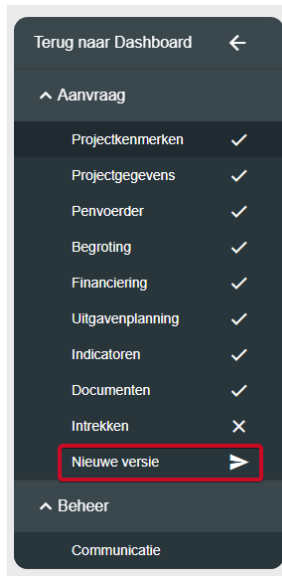 Terug naar Dashboard
Aanvraag
Projectkenmerken
Projectgegevens
Penvoerder
Begroting
Financiering
Uitgavenplanning
Indicatoren
Documenten
Intrekken
Nieuwe versie
Beheer
Communicatie